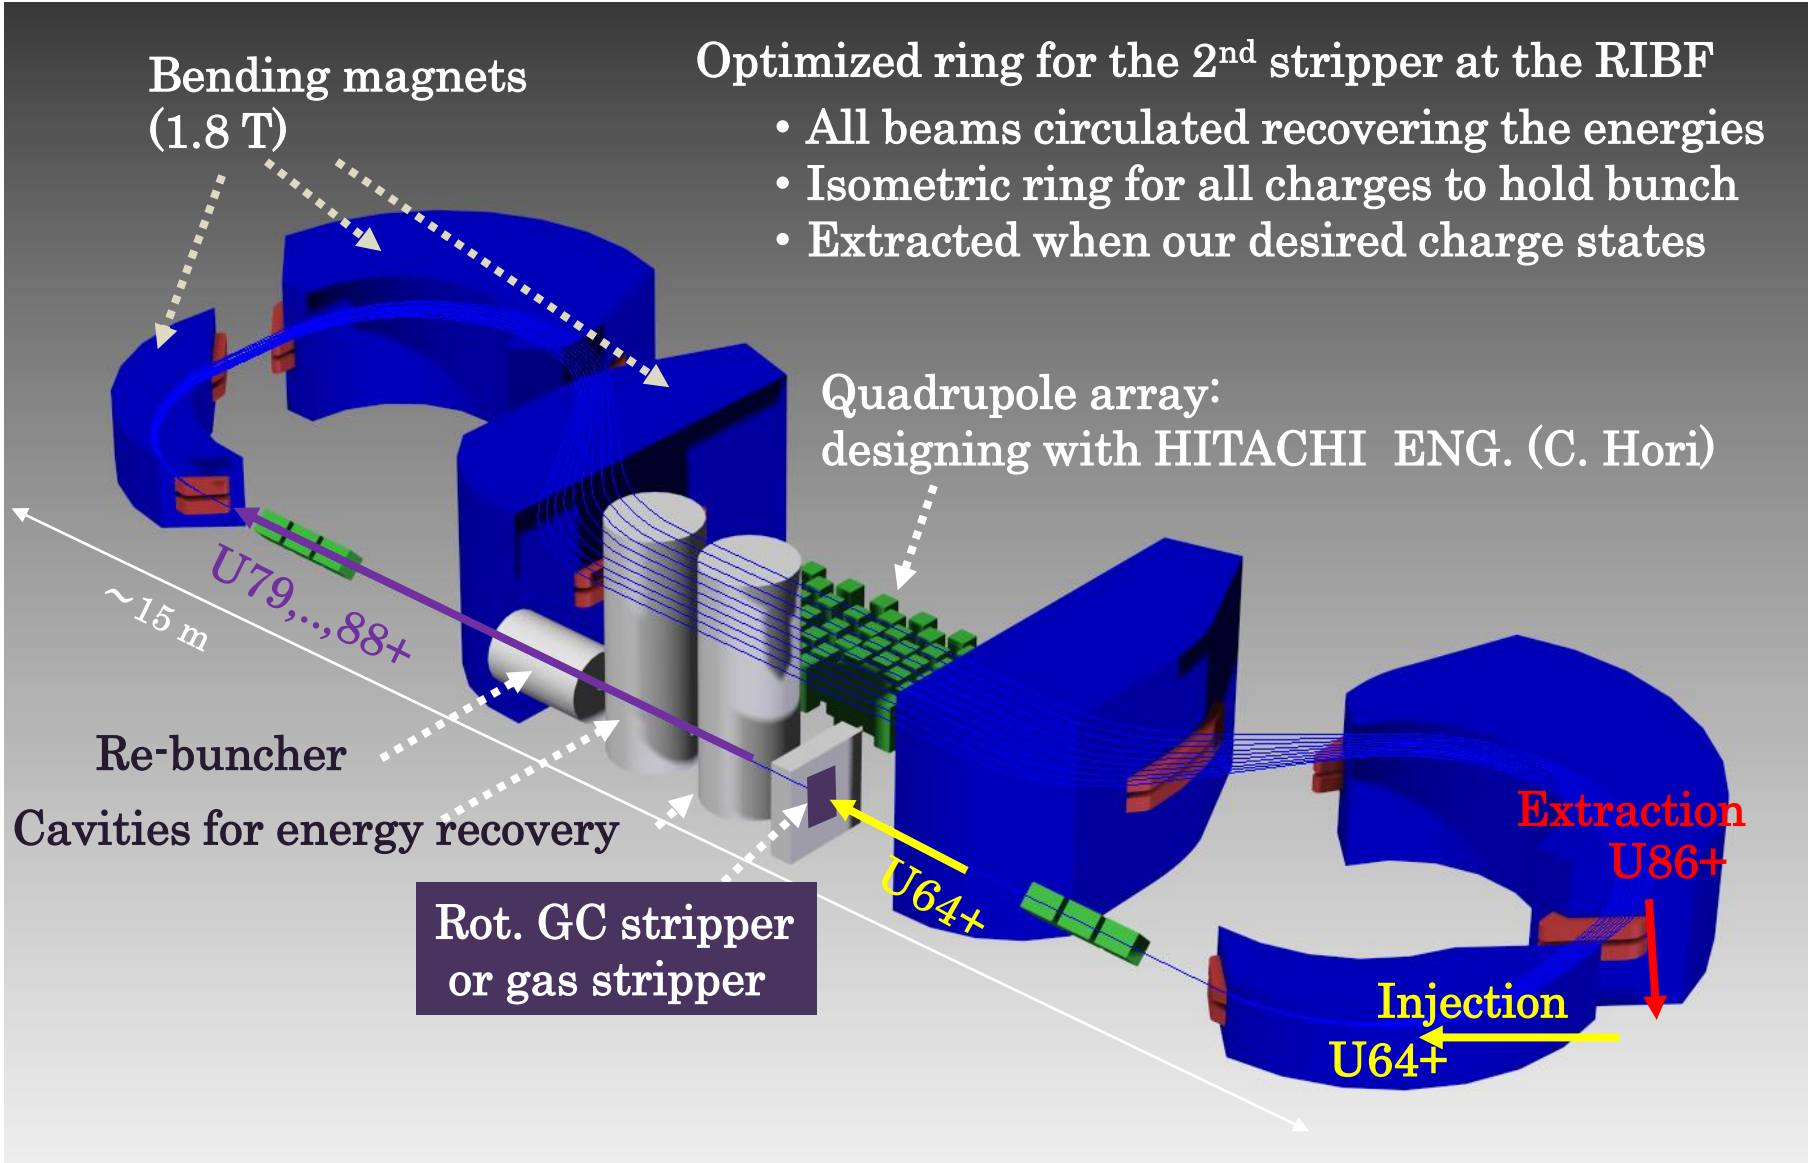 Optimized ring for the 2nd stripper at the RIBF
• All beams circulated recovering the energies
• Isometric ring for all charges to hold bunch
• Extracted when our desired charge states
Bending magnets
(1.8 T)
Quadrupole array:
designing with HITACHI ENG. (C. Hori)
U79,..,88+
~15 m
Re-buncher
Cavities for energy recovery
Rot. GC stripper
or gas stripper
U64+
Extraction
U86+
Injection
U64+